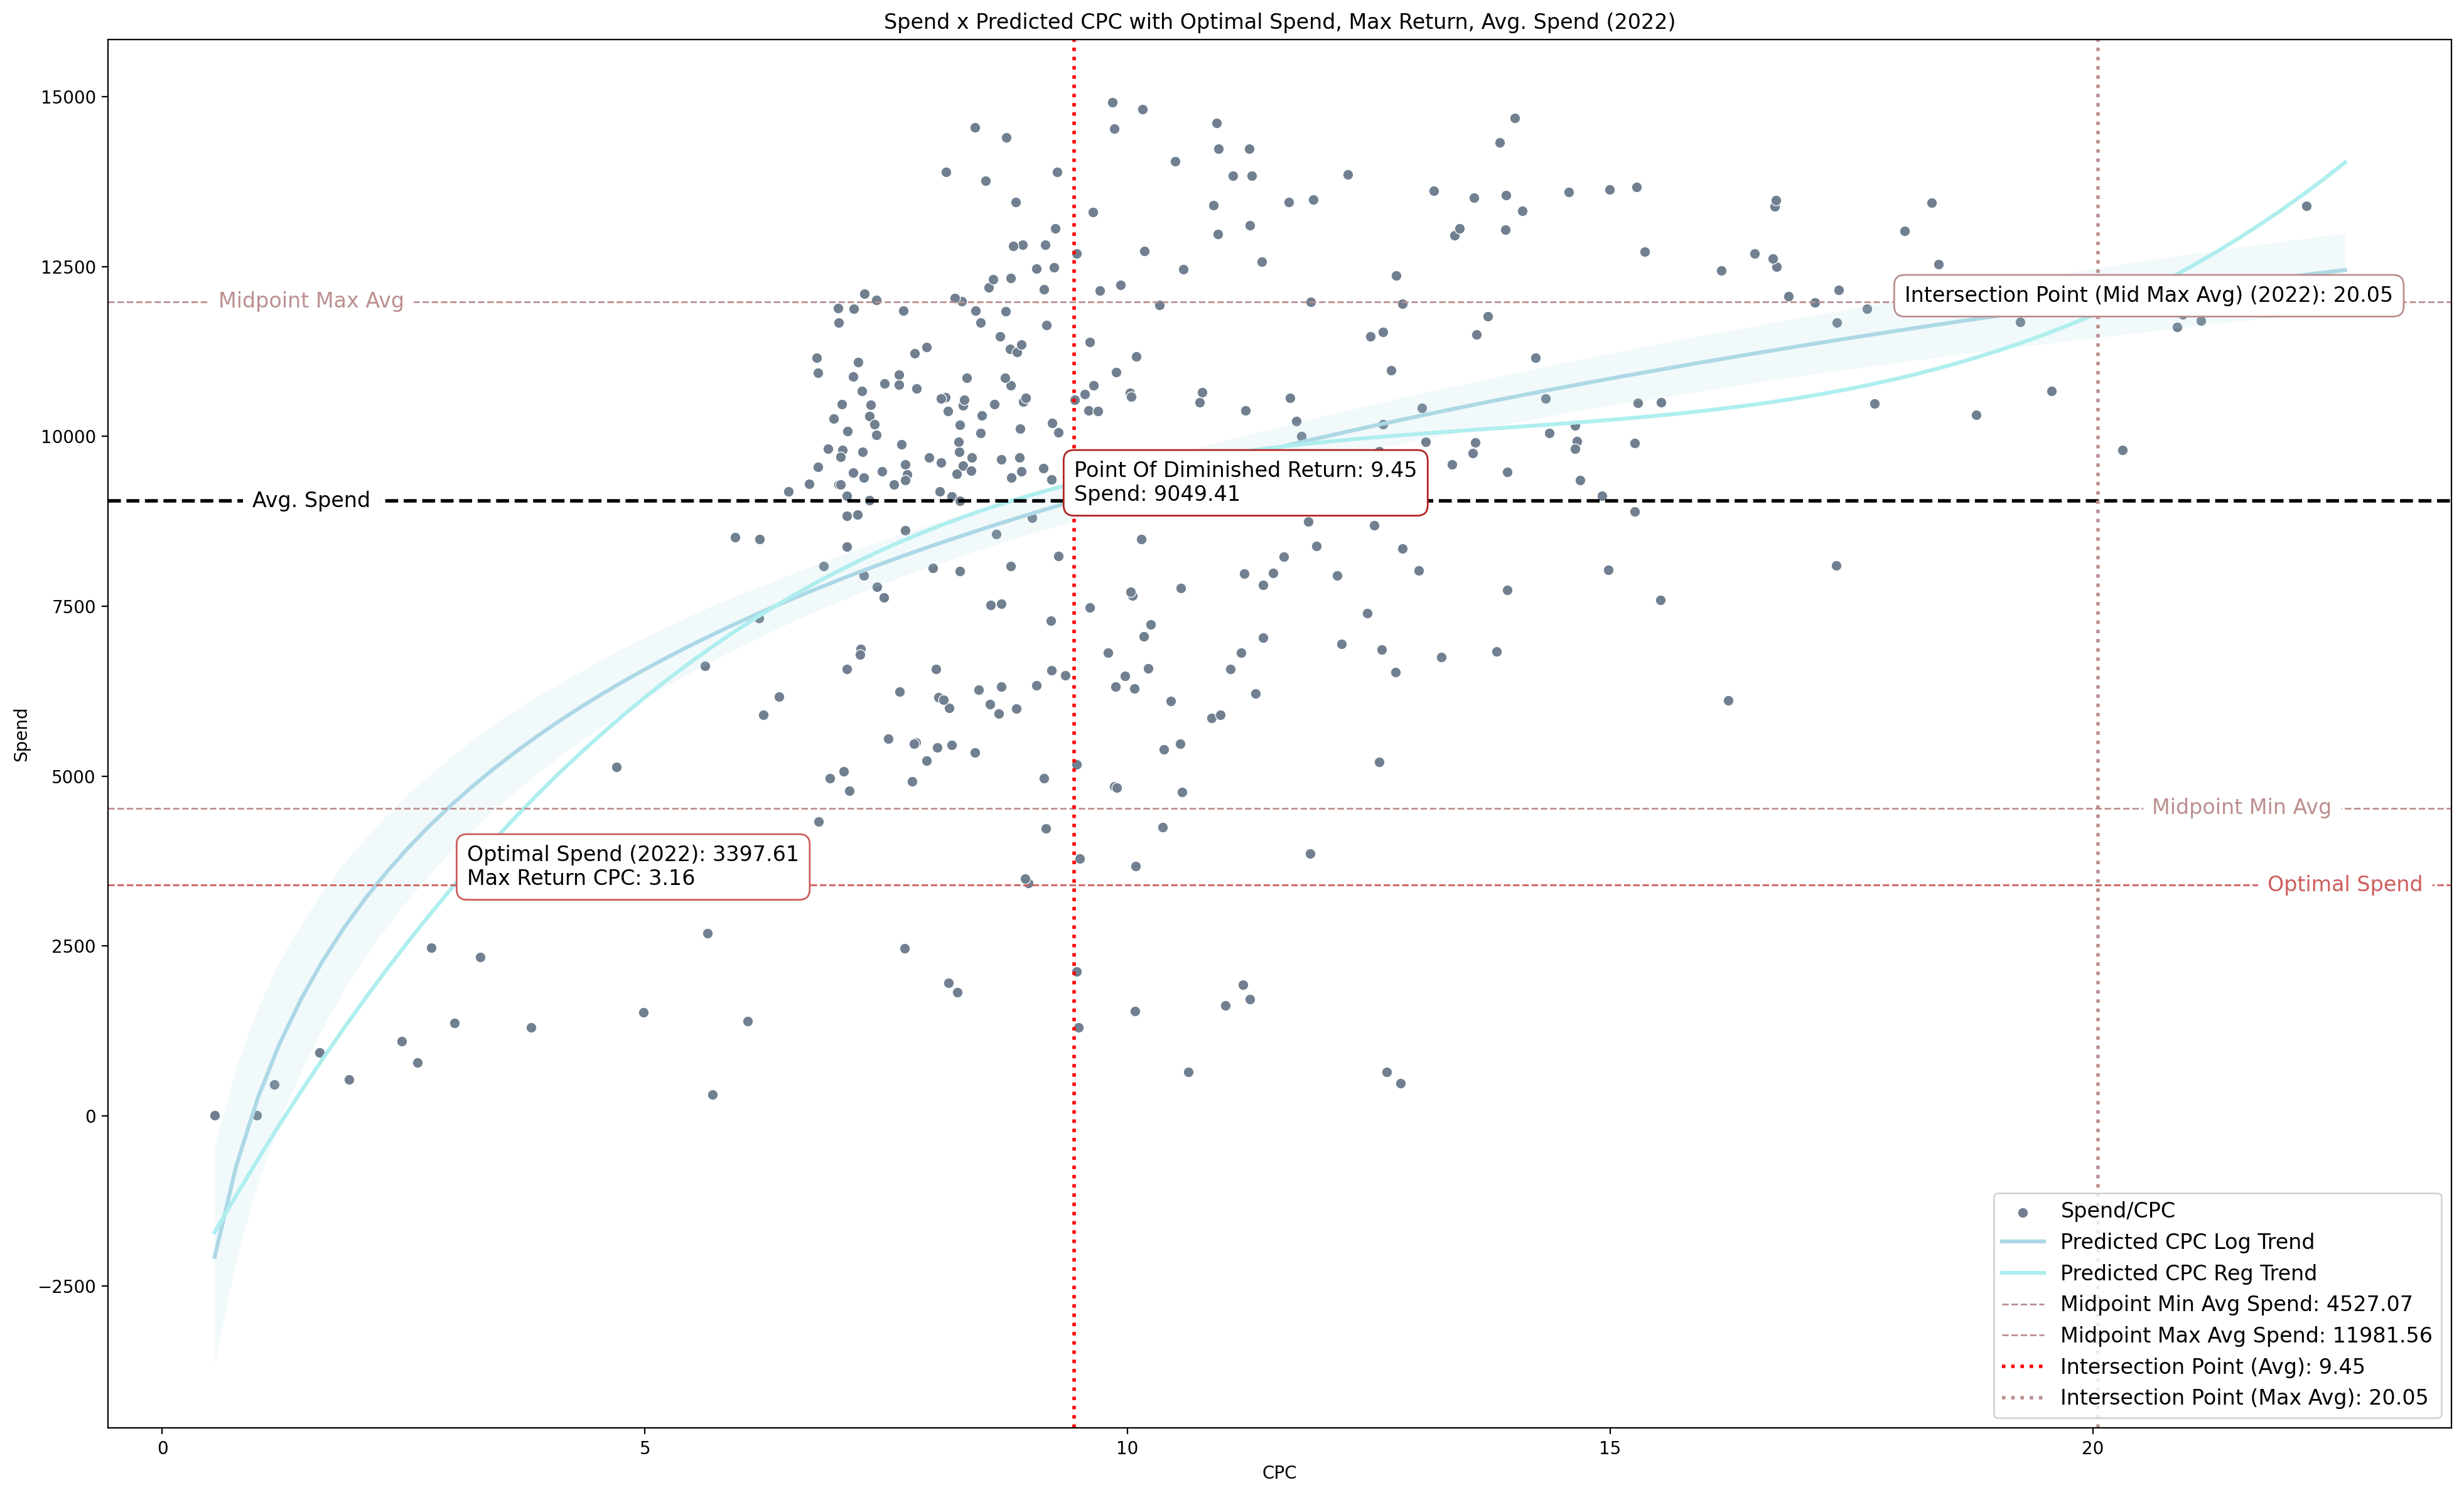 Spend x Predicted CPC with Optimal Spend, Max Return, Avg. Spend (2022)
15000
12500
10000
7500
5000
2500
0
−2500
Spend
Midpoint Max Avg
Intersection Point (Mid Max Avg) (2022): 20.05
Point Of Diminished Return: 9.45
Spend: 9049.41
Avg. Spend
Midpoint Min Avg
Optimal Spend (2022): 3397.61
Max Return CPC: 3.16
Optimal Spend
Spend/CPC
Predicted CPC Log Trend
Predicted CPC Reg Trend
Midpoint Min Avg Spend: 4527.07
Midpoint Max Avg Spend: 11981.56
Intersection Point (Avg): 9.45
Intersection Point (Max Avg): 20.05
0 5 10 15 20
CPC